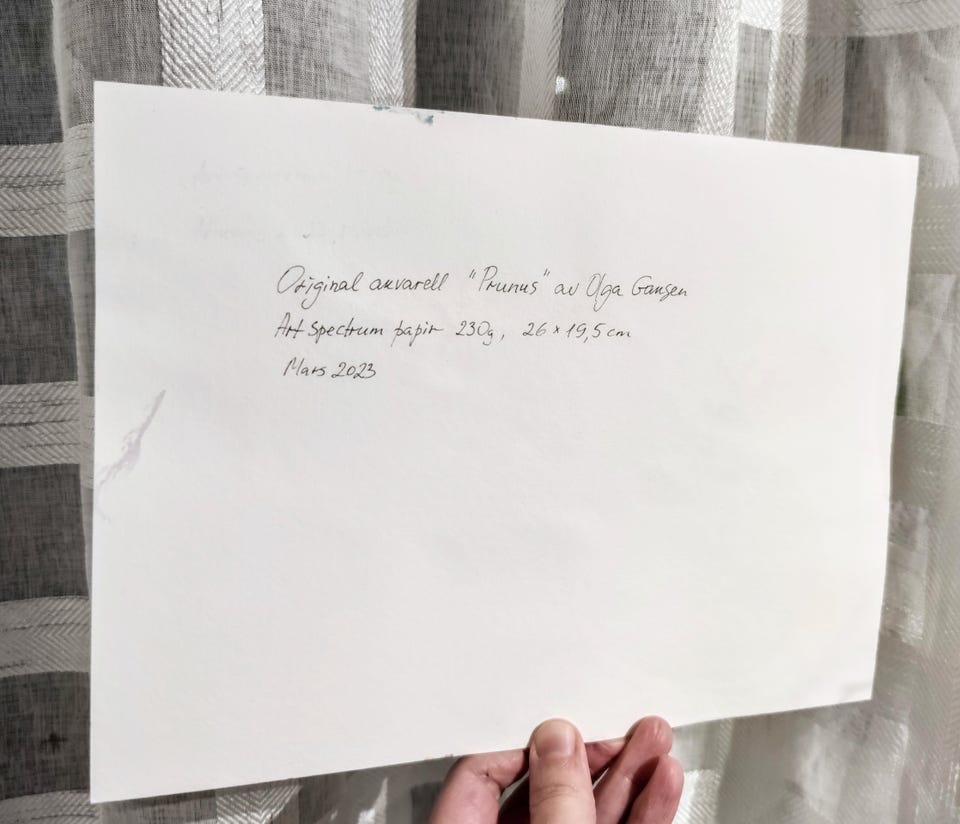 Original akvarell "Prunus" av Olga Gansen
Art Spectrum papir 230g, 26 x 19,5 cm
Mars 2023